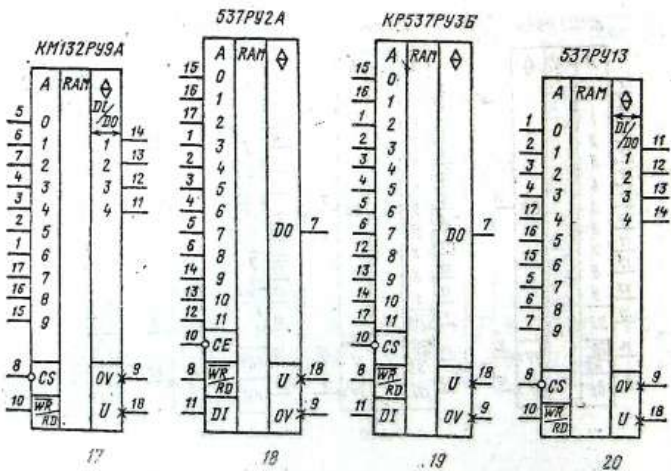 КМ132РУ9А
A RAM
DI/DO
5 0
6 1 1 14
7 2 2 13
4 3 3 12
3 4 4 11
2 5
1 6
17 7
16 8
15 9
8 CS OV 9
10 WR/RD U 18
17
537РУ2А
A RAM
15 0
16 1
17 2
1 3
2 4
3 5
4 6
5 7 DO 7
6 8
14 9
13 10
12 11
10 CE
8 WR/RD U 18
11 DI OV 9
18
КР537РУ3Б
A RAM
15 0
16 1
1 2
2 3
3 4
4 5
5 6
6 7 DO 7
12 8
13 9
14 10
17 11
10 CS
8 WR/RD U 18
11 DI OV 9
19
537РУ13
A RAM
DI/DO
1 0
2 1 1 11
3 2 2 12
4 3 3 13
17 4 4 14
16 5
15 6
5 7
6 8
7 9
8 CS OV 9
10 WR/RD U 18
20